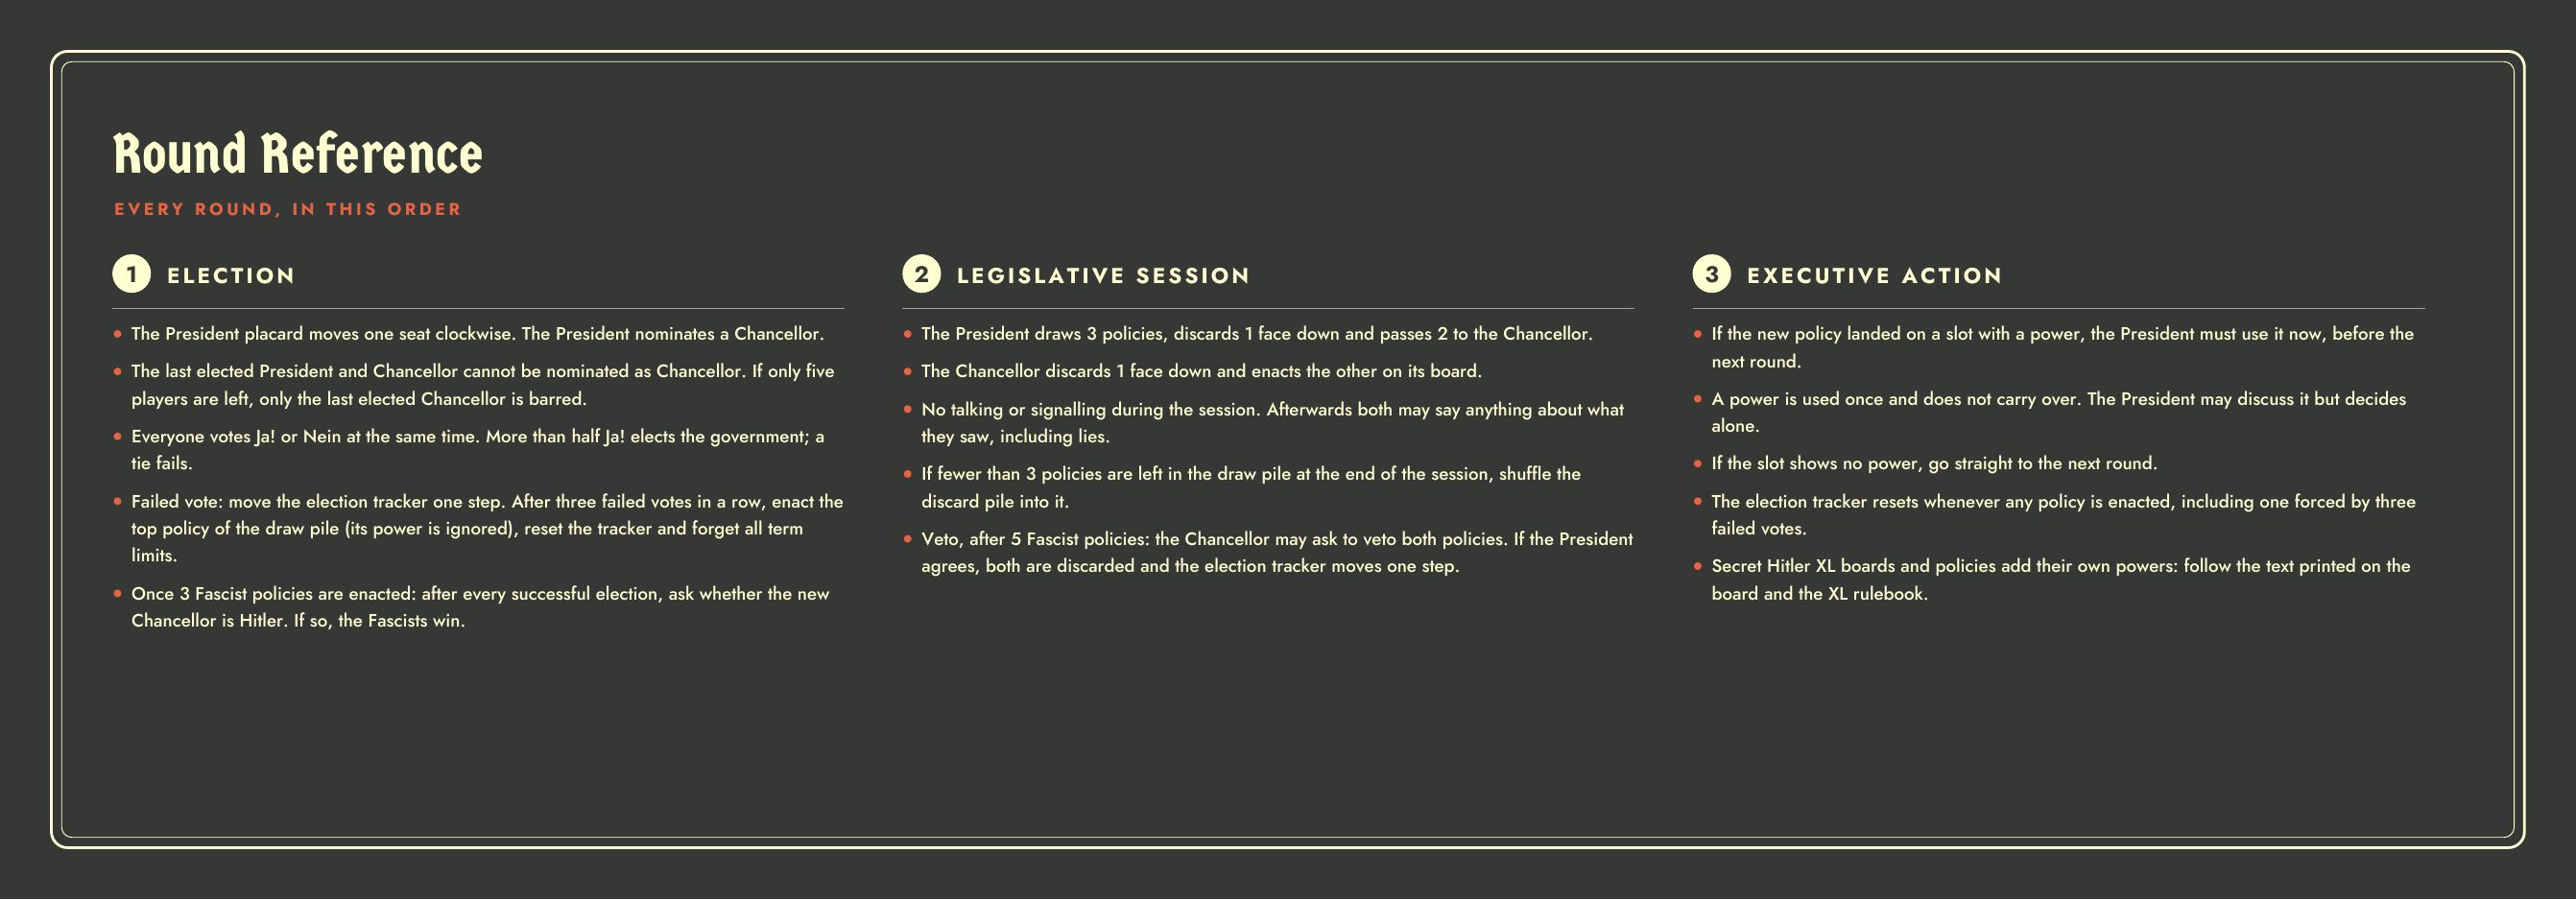 Round Reference
EVERY ROUND, IN THIS ORDER
1 ELECTION
The President placard moves one seat clockwise. The President nominates a Chancellor.
The last elected President and Chancellor cannot be nominated as Chancellor. If only five
players are left, only the last elected Chancellor is barred.
Everyone votes Ja! or Nein at the same time. More than half Ja! elects the government; a
tie fails.
Failed vote: move the election tracker one step. After three failed votes in a row, enact the
top policy of the draw pile (its power is ignored), reset the tracker and forget all term
limits.
Once 3 Fascist policies are enacted: after every successful election, ask whether the new
Chancellor is Hitler. If so, the Fascists win.
2 LEGISLATIVE SESSION
The President draws 3 policies, discards 1 face down and passes 2 to the Chancellor.
The Chancellor discards 1 face down and enacts the other on its board.
No talking or signalling during the session. Afterwards both may say anything about what
they saw, including lies.
If fewer than 3 policies are left in the draw pile at the end of the session, shuffle the
discard pile into it.
Veto, after 5 Fascist policies: the Chancellor may ask to veto both policies. If the President
agrees, both are discarded and the election tracker moves one step.
3 EXECUTIVE ACTION
If the new policy landed on a slot with a power, the President must use it now, before the
next round.
A power is used once and does not carry over. The President may discuss it but decides
alone.
If the slot shows no power, go straight to the next round.
The election tracker resets whenever any policy is enacted, including one forced by three
failed votes.
Secret Hitler XL boards and policies add their own powers: follow the text printed on the
board and the XL rulebook.